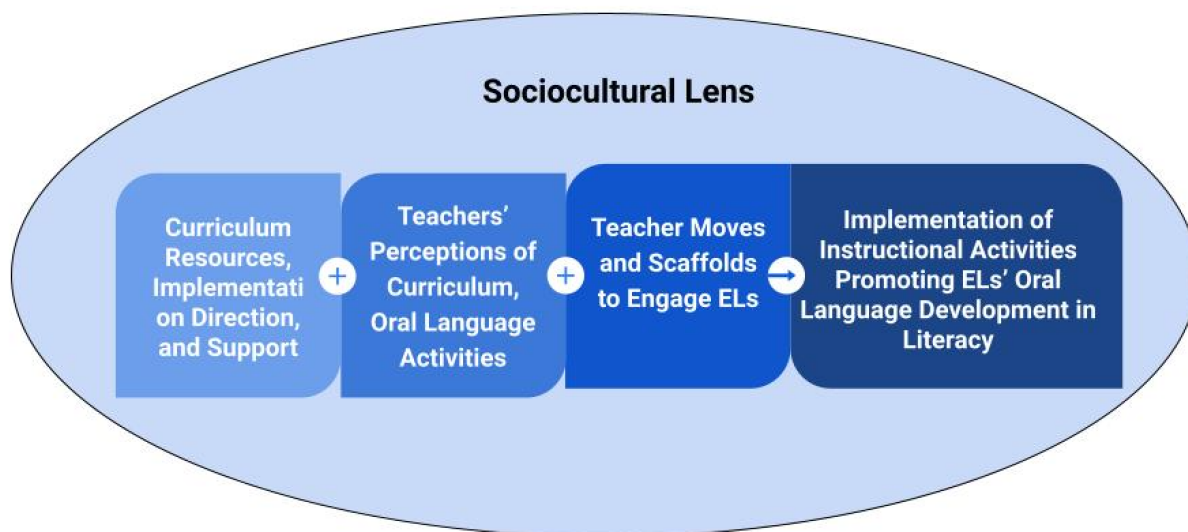 Sociocultural Lens
Curriculum
Resources,
Implementati
on Direction,
and Support
+
Teachers’
Perceptions of
Curriculum,
Oral Language
Activities
+
Teacher Moves
and Scaffolds
to Engage ELs
→
Implementation of
Instructional Activities
Promoting ELs’ Oral
Language Development in
Literacy